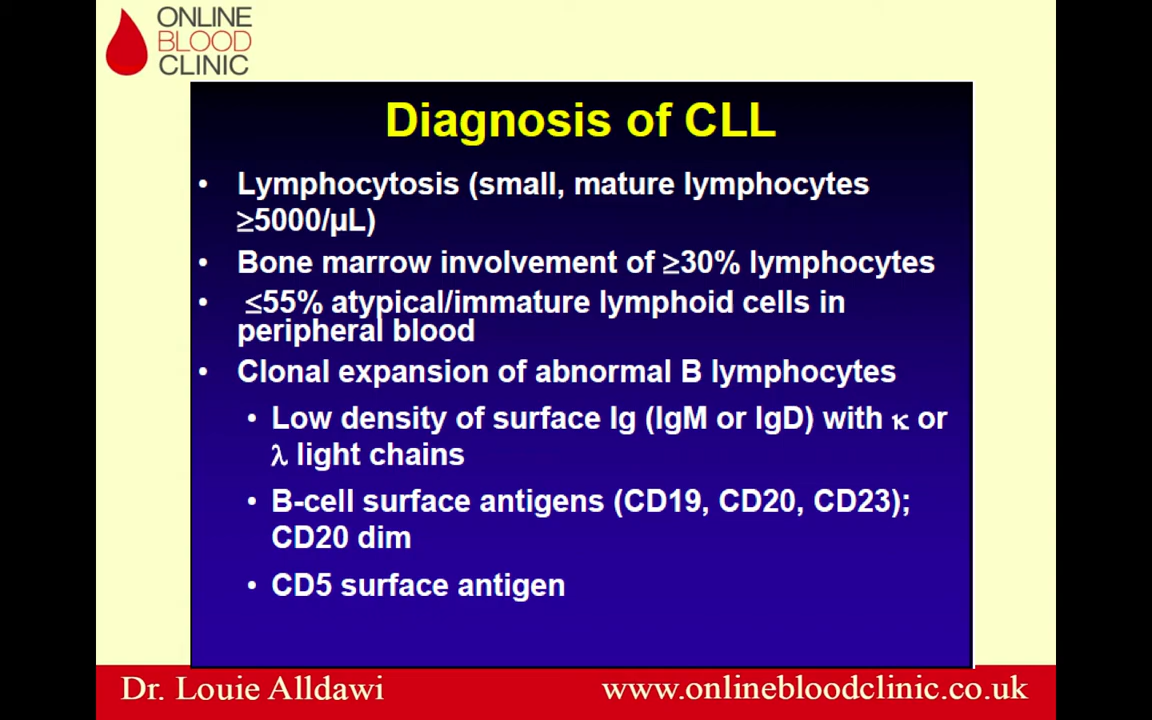 ONLINE
BLOOD
CLINIC
Diagnosis of CLL
• Lymphocytosis (small, mature lymphocytes
≥5000/µL)
• Bone marrow involvement of ≥30% lymphocytes
• ≤55% atypical/immature lymphoid cells in
peripheral blood
• Clonal expansion of abnormal B lymphocytes
• Low density of surface Ig (IgM or IgD) with κ or
λ light chains
• B-cell surface antigens (CD19, CD20, CD23);
CD20 dim
• CD5 surface antigen
Dr. Louie Alldawi
www.onlinebloodclinic.co.uk